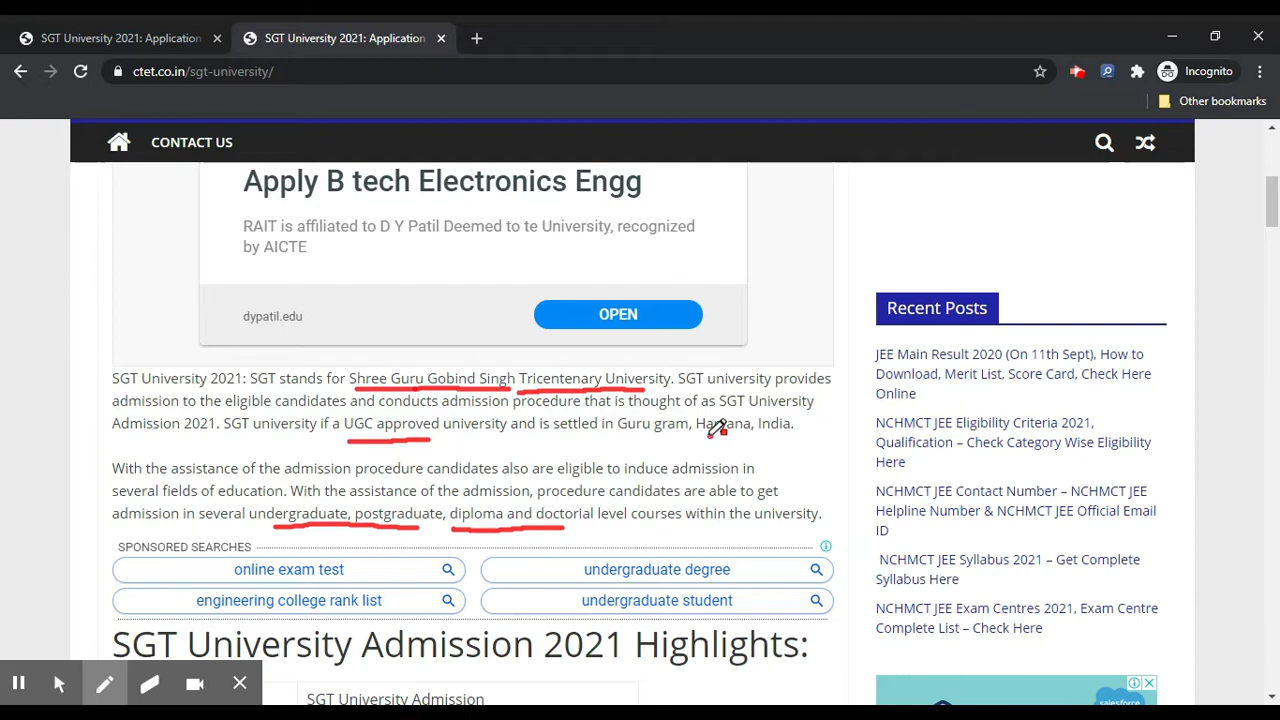 SGT University 2021: Application
SGT University 2021: Application
ctet.co.in/sgt-university/
Incognito
Other bookmarks
CONTACT US
Apply B tech Electronics Engg
RAIT is affiliated to D Y Patil Deemed to te University, recognized
by AICTE
dypatil.edu
OPEN
SGT University 2021: SGT stands for Shree Guru Gobind Singh Tricentenary University. SGT university provides
admission to the eligible candidates and conducts admission procedure that is thought of as SGT University
Admission 2021. SGT university if a UGC approved university and is settled in Guru gram, Haryana, India.
With the assistance of the admission procedure candidates also are eligible to induce admission in
several fields of education. With the assistance of the admission, procedure candidates are able to get
admission in several undergraduate, postgraduate, diploma and doctorial level courses within the university.
SPONSORED SEARCHES
online exam test
undergraduate degree
engineering college rank list
undergraduate student
SGT University Admission 2021 Highlights:
SGT University Admission
Recent Posts
JEE Main Result 2020 (On 11th Sept), How to
Download, Merit List, Score Card, Check Here
Online
NCHMCT JEE Eligibility Criteria 2021,
Qualification – Check Category Wise Eligibility
Here
NCHMCT JEE Contact Number – NCHMCT JEE
Helpline Number & NCHMCT JEE Official Email
ID
NCHMCT JEE Syllabus 2021 – Get Complete
Syllabus Here
NCHMCT JEE Exam Centres 2021, Exam Centre
Complete List – Check Here
salesforce